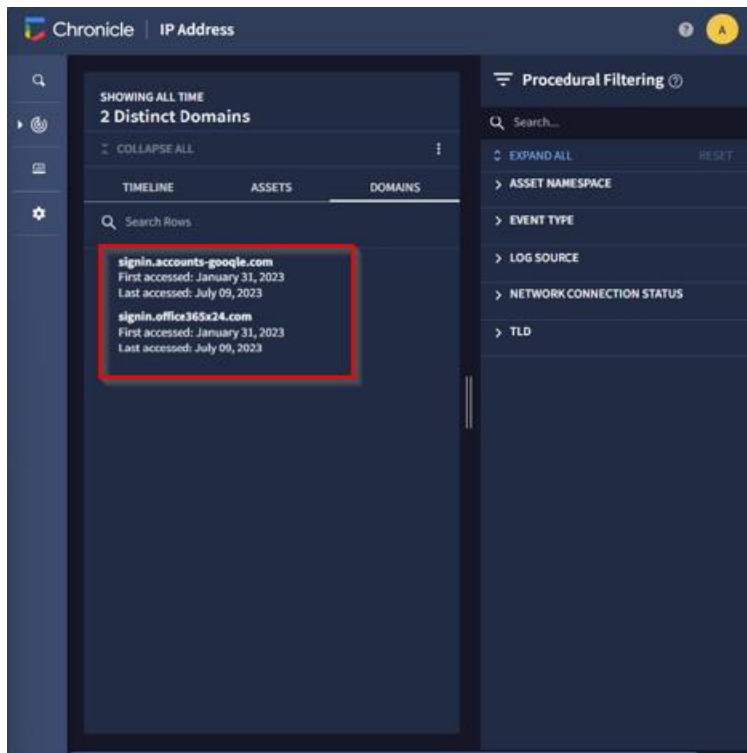 Chronicle | IP Address
A
SHOWING ALL TIME
2 Distinct Domains
COLLAPSE ALL
TIMELINE ASSETS DOMAINS
Search Rows
signin.accounts-gooqle.com
First accessed: January 31, 2023
Last accessed: July 09, 2023
signin.office365x24.com
First accessed: January 31, 2023
Last accessed: July 09, 2023
Procedural Filtering
Search...
EXPAND ALL RESET
ASSET NAMESPACE
EVENT TYPE
LOG SOURCE
NETWORK CONNECTION STATUS
TLD